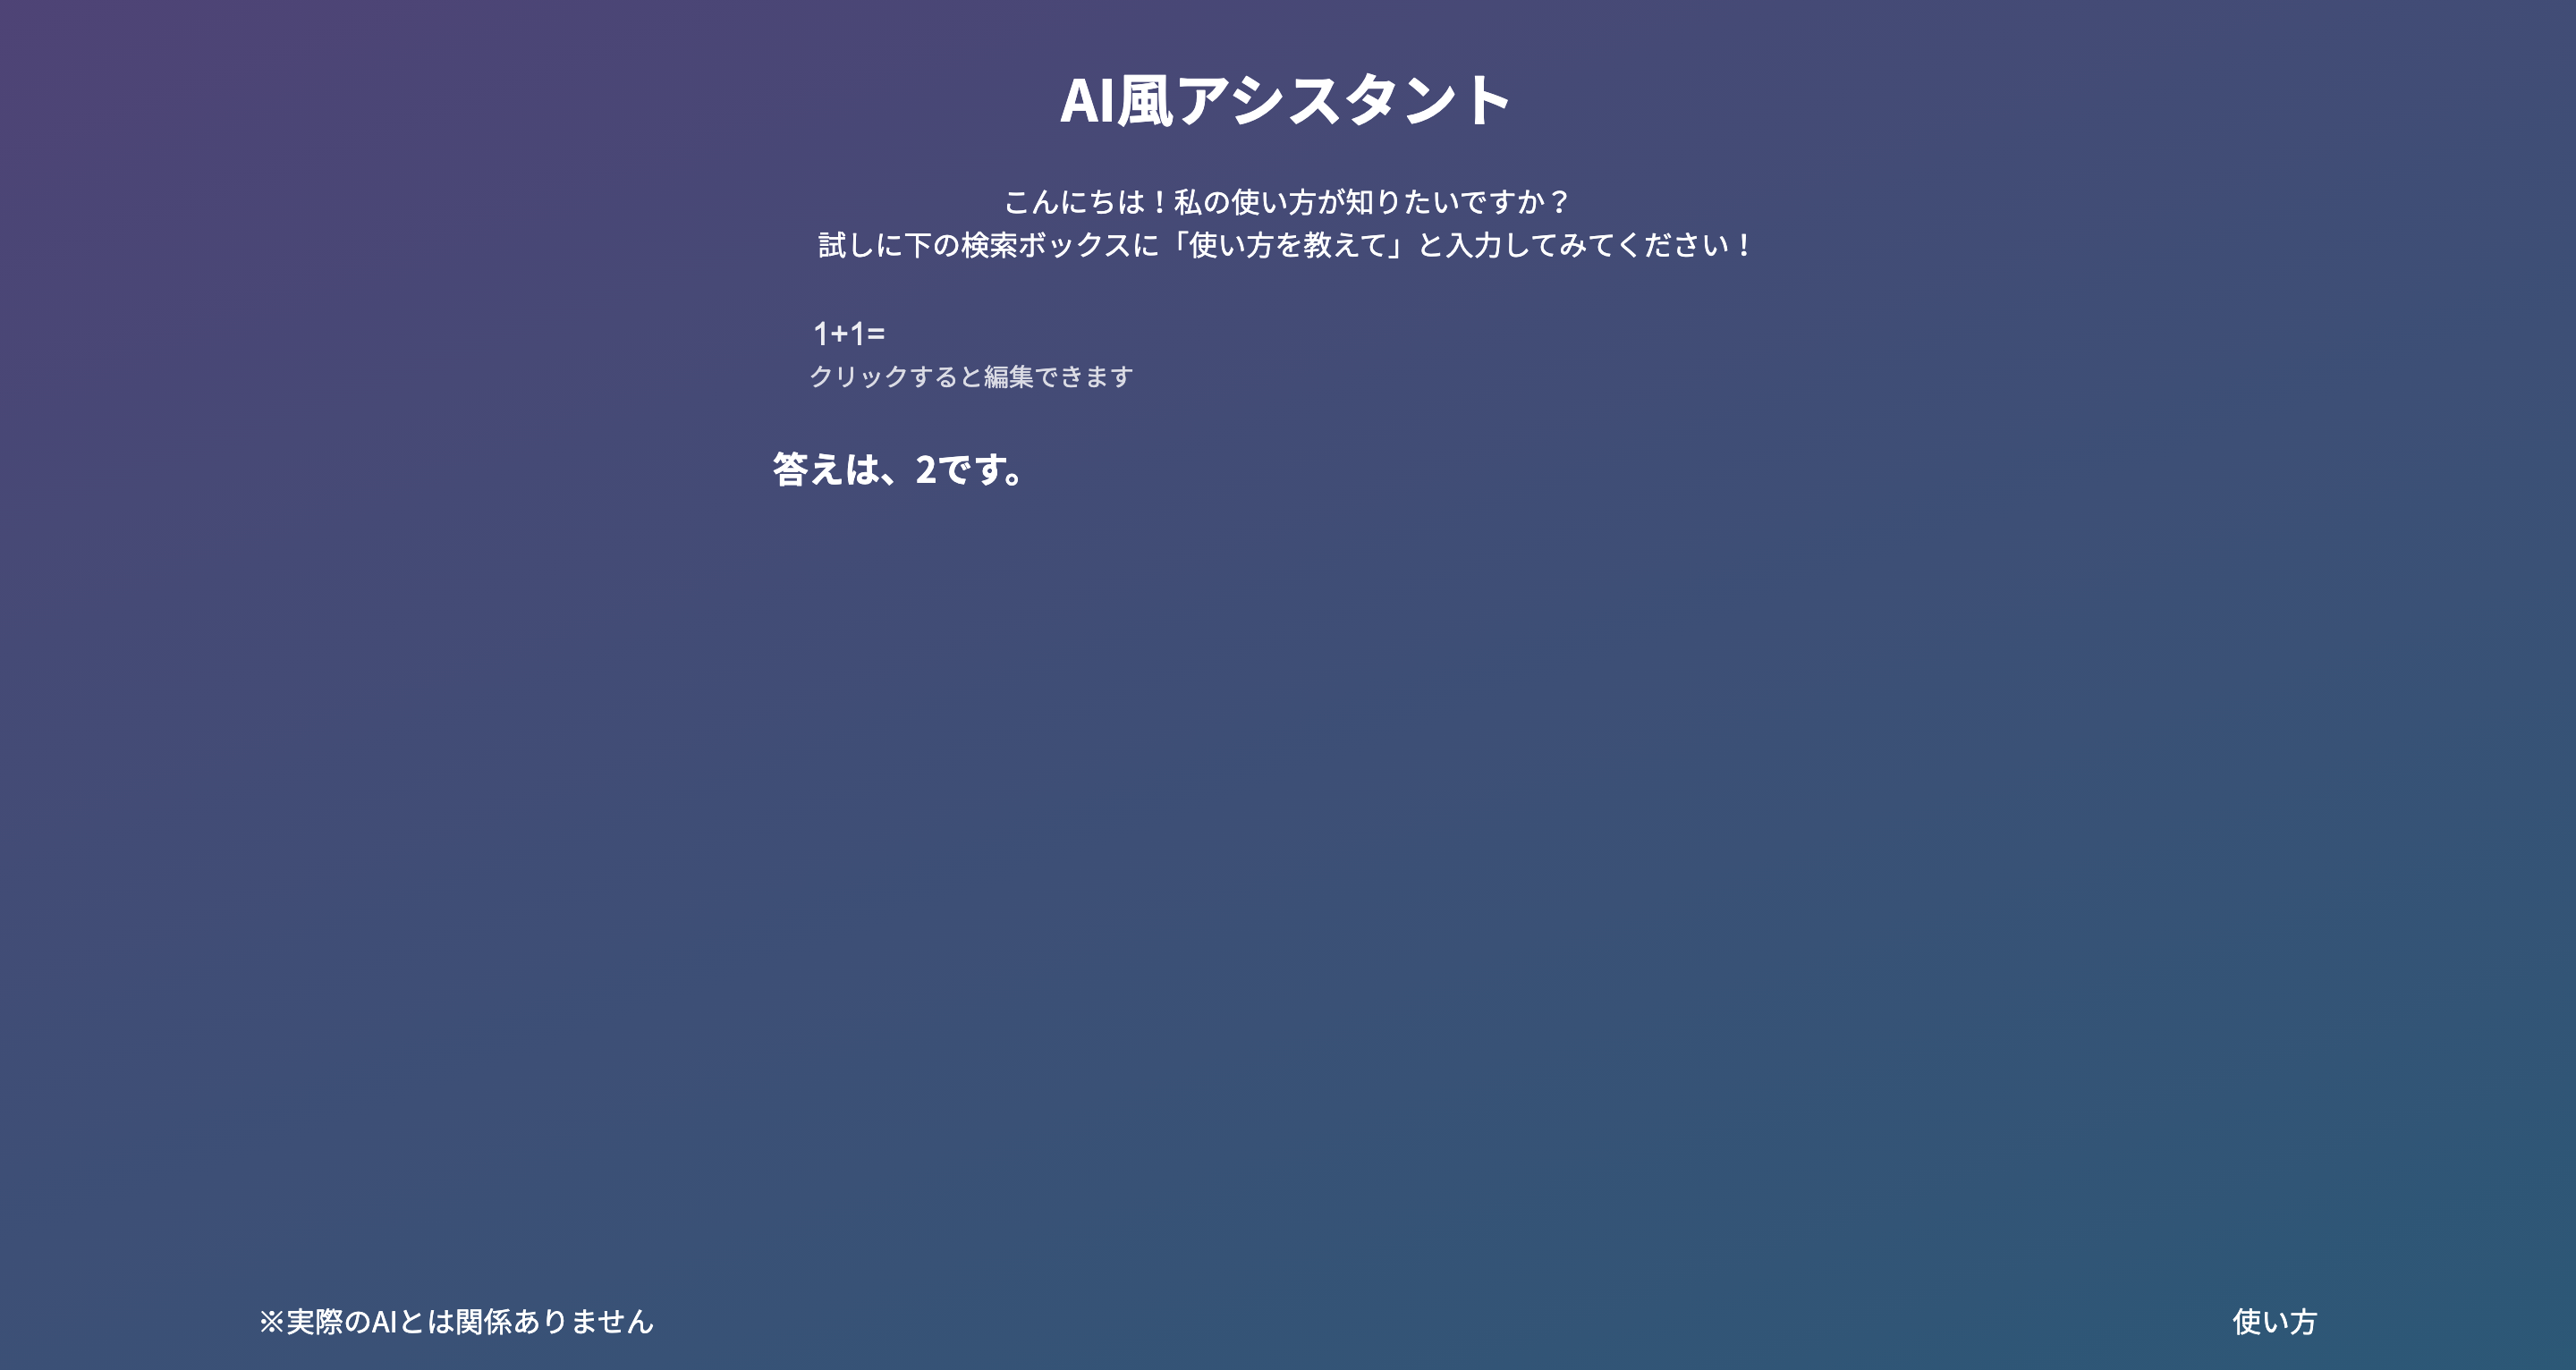 AI風アシスタント
こんにちは！私の使い方が知りたいですか？
試しに下の検索ボックスに「使い方を教えて」と入力してみてください！
1+1=
クリックすると編集できます
答えは、2です。
※実際のAIとは関係ありません
使い方